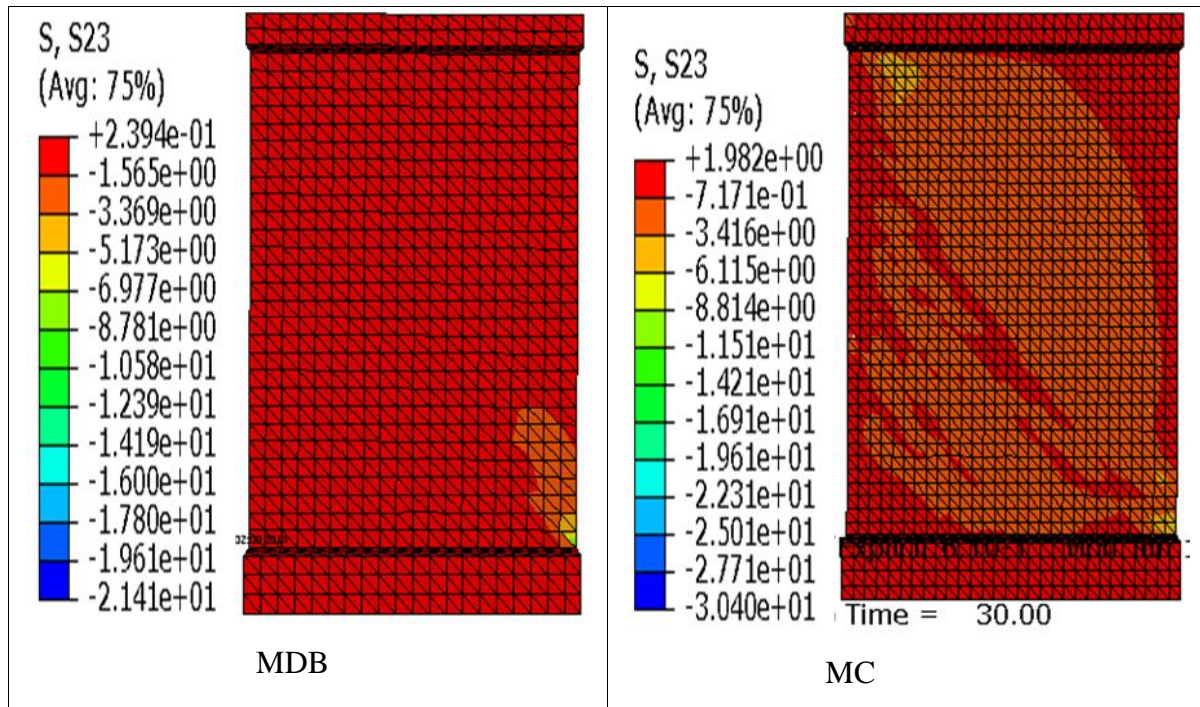 S, S23
(Avg: 75%)
+2.394e-01
-1.565e+00
-3.369e+00
-5.173e+00
-6.977e+00
-8.781e+00
-1.058e+01
-1.239e+01
-1.419e+01
-1.600e+01
-1.780e+01
-1.961e+01
-2.141e+01
MDB
S, S23
(Avg: 75%)
+1.982e+00
-7.171e-01
-3.416e+00
-6.115e+00
-8.814e+00
-1.151e+01
-1.421e+01
-1.691e+01
-1.961e+01
-2.231e+01
-2.501e+01
-2.771e+01
-3.040e+01
Time = 30.00
MC